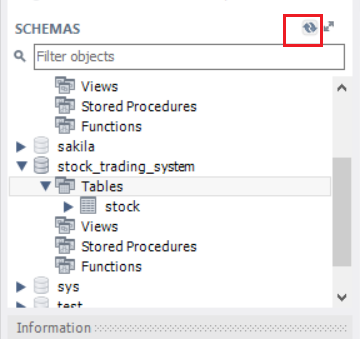 SCHEMAS
Filter objects
Views
Stored Procedures
Functions
sakila
stock_trading_system
Tables
stock
Views
Stored Procedures
Functions
sys
test
Information